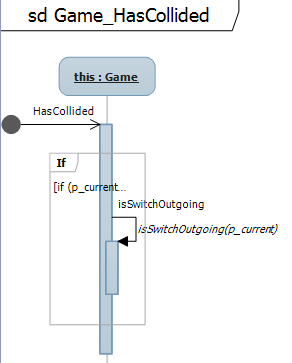 sd Game_HasCollided
this : Game
HasCollided
If
[if (p_current...
isSwitchOutgoing
isSwitchOutgoing(p_current)